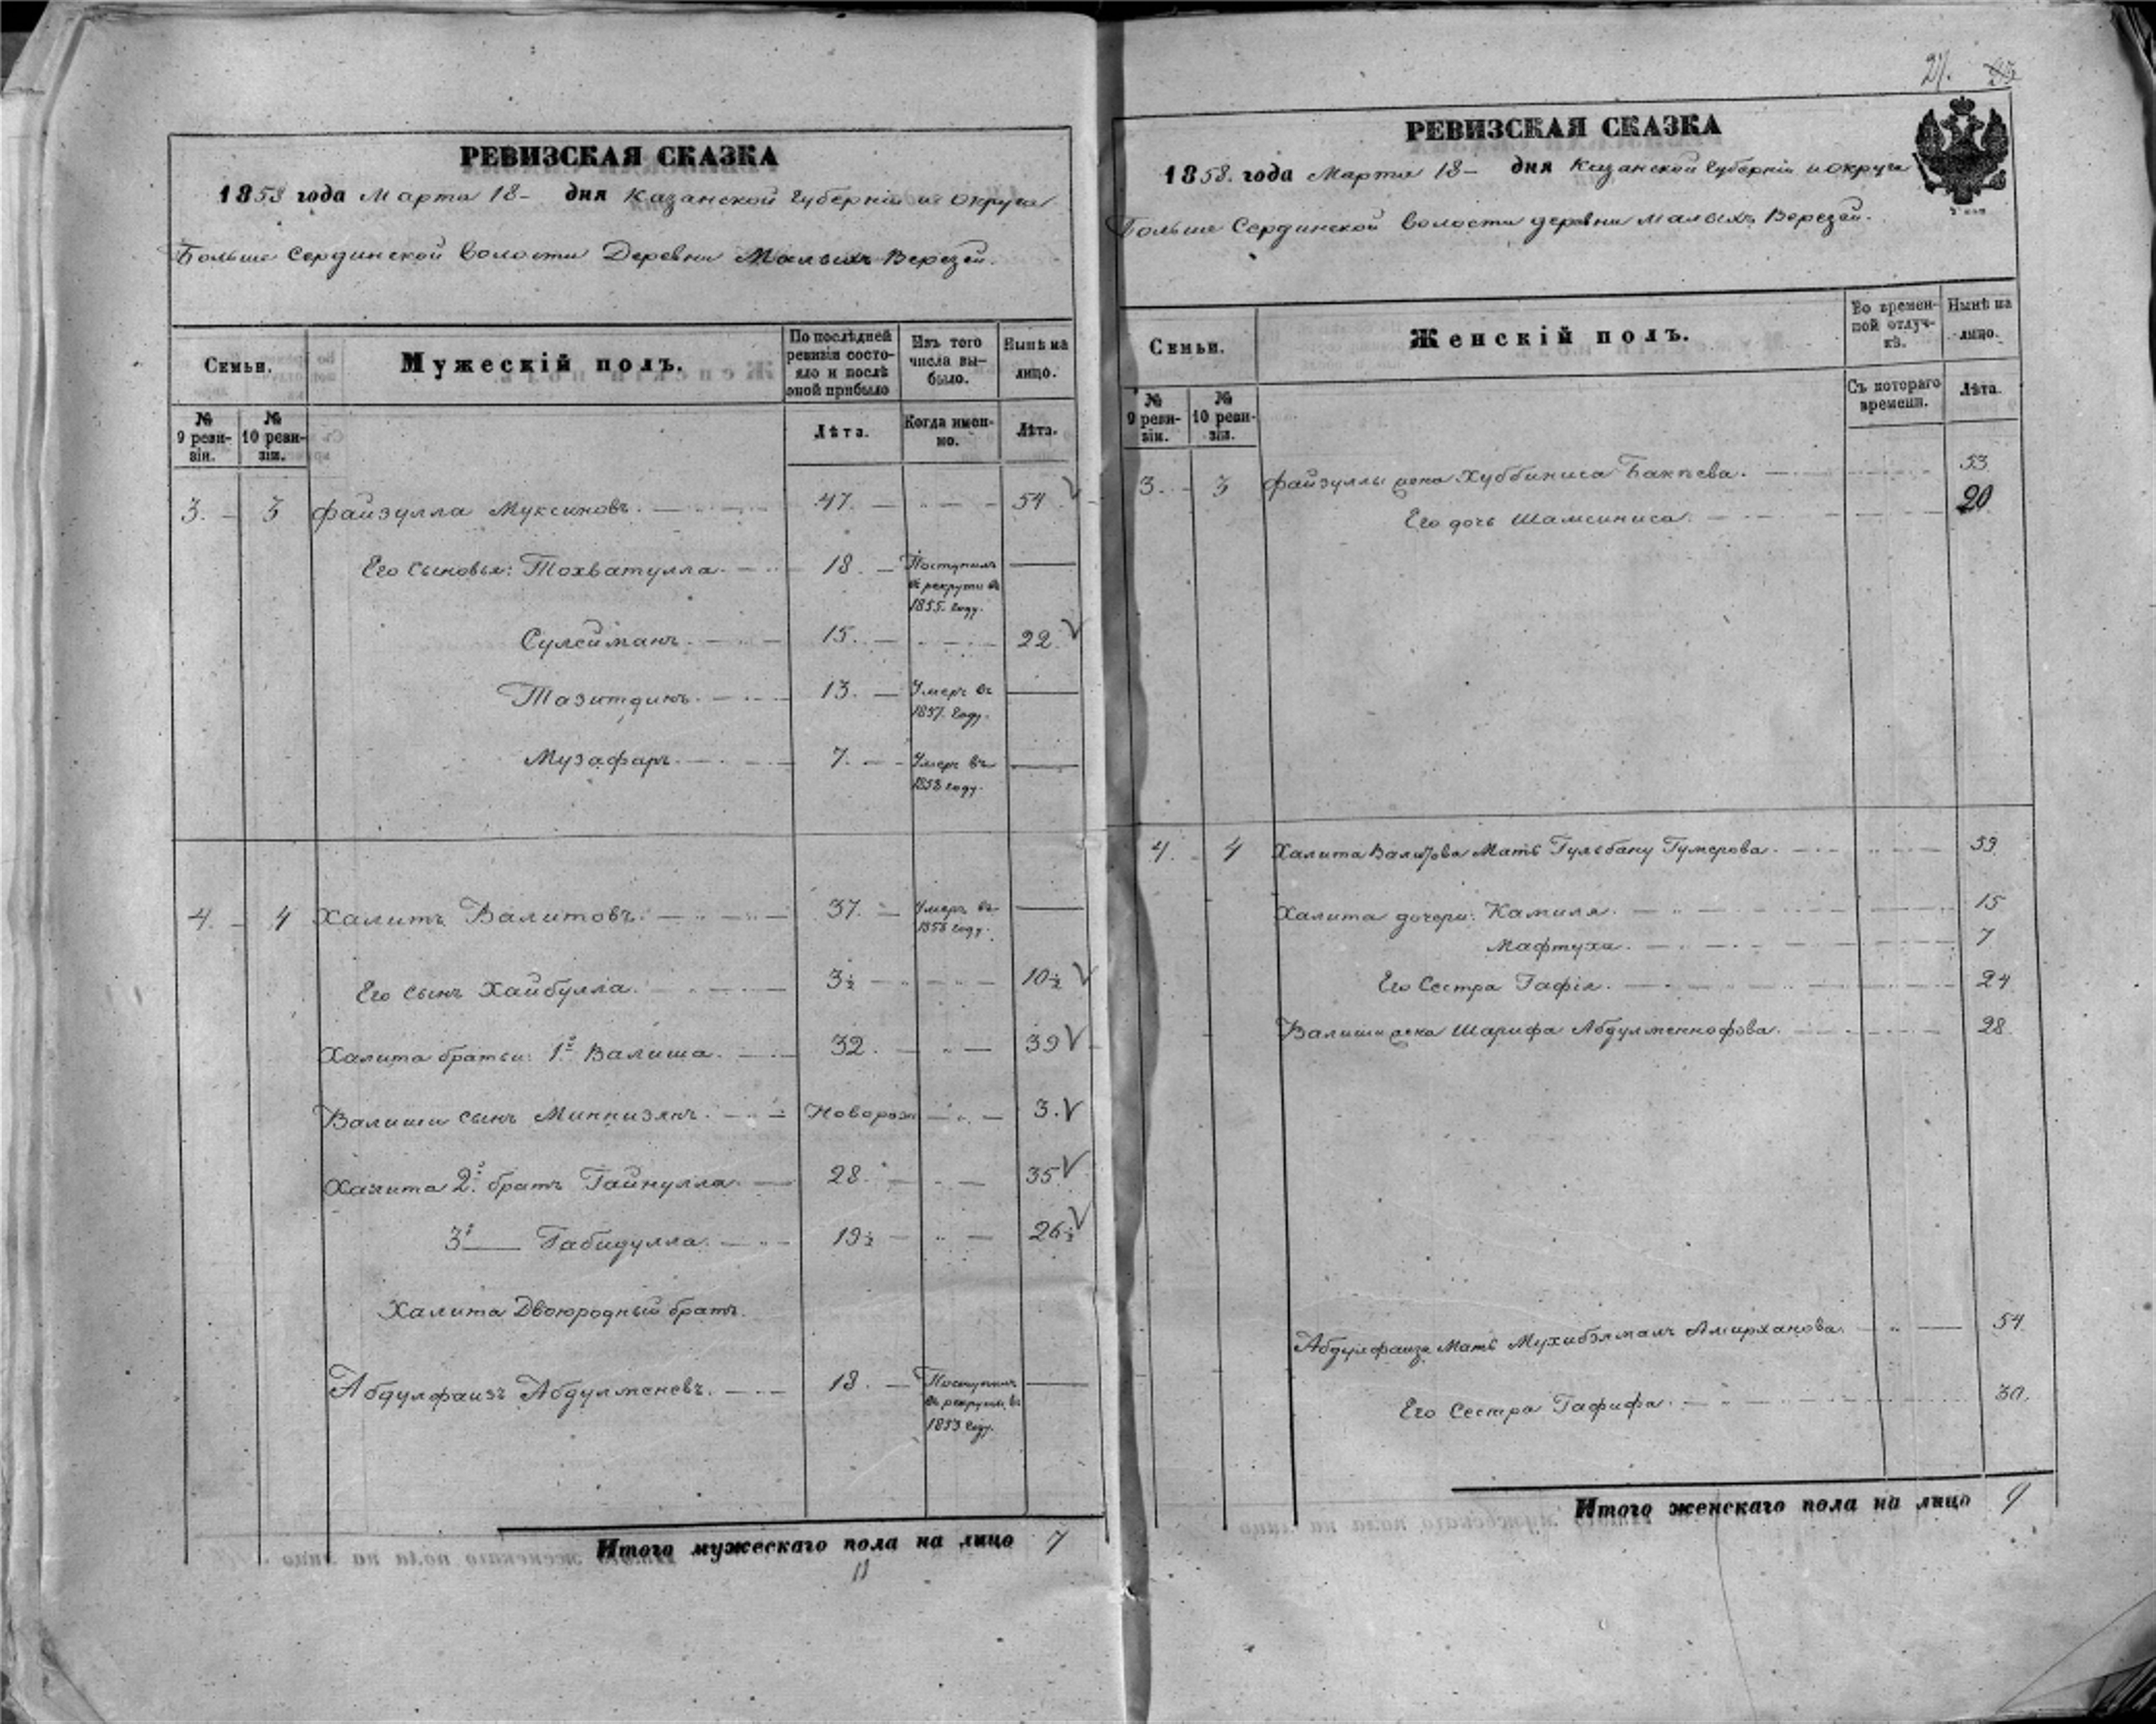 РЕВИЗСКАЯ СКАЗКА
1858 года Марта 18 – дня Казанской Губерніи и округа
Больше Сердинской волости Деревни Малыхъ Верезей.
Семьи.
Мужескій полъ.
По послѣдней ревизіи состояло и послѣ оной прибыло
Изъ того числа выбыло.
Нынѣ на лицо.
№ 9 ревизіи.
№ 10 ревизіи.
Лѣта.
Когда именно.
Лѣта.
3. 3 Файзулла Муксиновъ. 47. 54
Его сыновья: Тохватулла. 18. Поступилъ
въ рекруты въ
1855. году.
Сулейманъ. 15. 22
Тазитдинъ. 13. Умеръ въ
1857. году.
Музафаръ. 7. Умеръ въ
1858 году.
4. 4 Халитъ Валитовъ. 37. Умеръ въ
году.
Его сынъ Хайбулла. 3½ 10½
Халита братья: 1й Валиша. 32. 39
Валиши сынъ Миннизянъ. Новорож 3.
Халита 2й братъ Гайнулла. 28. 35
3й —— Габидулла. 19½ 26½
Халита Двоюродный братъ.
Абдулфаизъ Абдулменевъ. 18. Поступилъ
въ рекруты въ
1853 году.
Итого мужескаго пола на лицо 7
27. 
РЕВИЗСКАЯ СКАЗКА
1858. года Марта 18 – дня Казанской Губерніи и округа
Больше Сердинской волости деревни Малыхъ Верезей.
Семьи.
Женскій полъ.
Во временной отлучкѣ.
Нынѣ на лицо.
№ 9 ревизіи.
№ 10 ревизіи.
Съ котораго времени.
Лѣта.
3. 3 Файзуллы жена Хуббиниса Бакѣева. 53
Его дочь Шамсиниса. 20
4. 4 Халита Валитова Мать Гульбану Гумерова. 59
Халита дочери: Камиля. 15
Мафтуха. 7
Его Сестра Гафія. 24
Валиши жена Шарифа Абдулменнофова. 28
Абдулфаиза Мать Мухибзямалъ Амирханова. 54
Его Сестра Гафифа. 30.
Итого женскаго пола на лицо 9